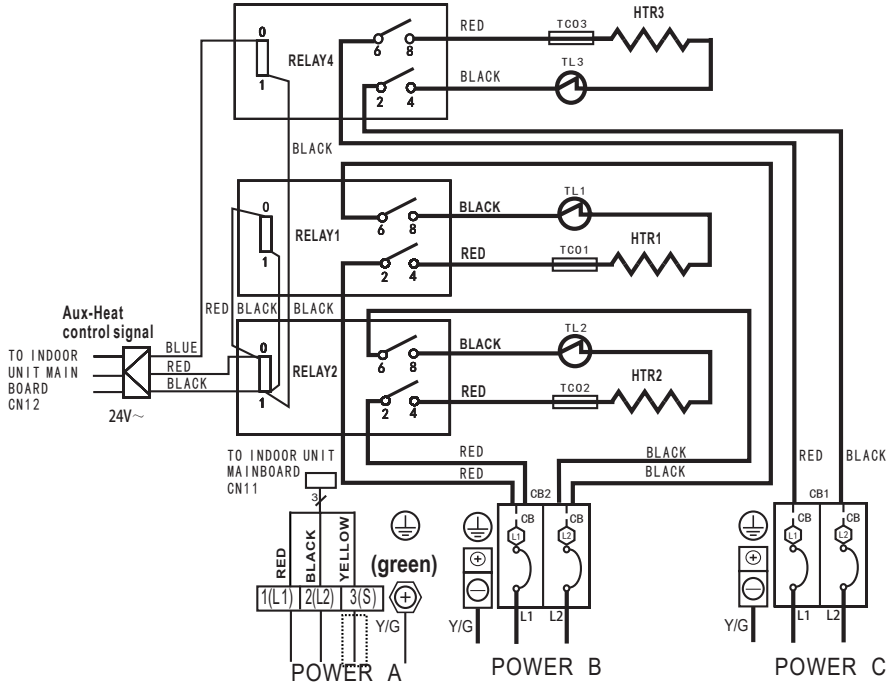 RED
TCO3
HTR3
0
RELAY4
6 8
TL3
BLACK
1
2 4
BLACK
TL1
0
BLACK
RELAY1
6 8
HTR1
RED
TCO1
1
2 4
RED BLACK BLACK
Aux-Heat
control signal
TL2
BLUE
0
BLACK
TO INDOOR
UNIT MAIN
BOARD
CN12
RED
BLACK
RELAY2
6 8
HTR2
RED
TCO2
1
2 4
24V~
TO INDOOR UNIT
MAINBOARD
CN11
RED
RED
BLACK
BLACK
RED
BLACK
3
CB2
CB1
CB
CB
CB
CB
L1
L2
L1
L2
RED
BLACK
YELLOW
(green)
1(L1) 2(L2) 3(S)
Y/G
Y/G
L1
L2
Y/G
L1
L2
POWER A
POWER B
POWER C